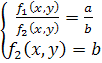 { f₁(x,y)/f₂(x,y) = a/b
f₂(x,y) = b